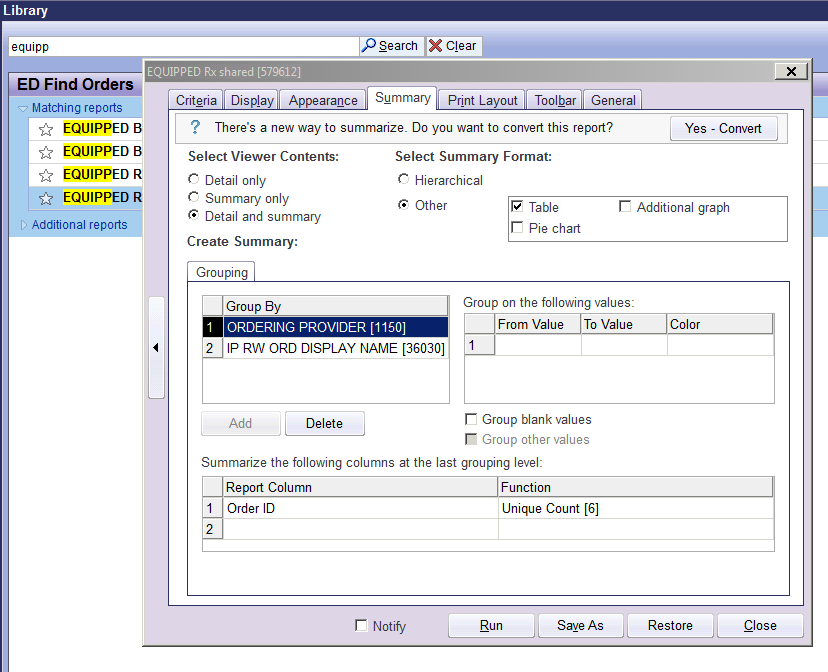 Library
equipp
Search
Clear
ED Find Orders
Matching reports
EQUIPPED B
EQUIPPED B
EQUIPPED R
EQUIPPED R
Additional reports
EQUIPPED Rx shared [579612]
Criteria Display Appearance Summary Print Layout Toolbar General
? There's a new way to summarize. Do you want to convert this report? Yes - Convert
Select Viewer Contents:
Detail only
Summary only
Detail and summary
Select Summary Format:
Hierarchical
Other
Table
Additional graph
Pie chart
Create Summary:
Grouping
Group By
1 ORDERING PROVIDER [1150]
2 IP RW ORD DISPLAY NAME [36030]
Add Delete
Group on the following values:
From Value To Value Color
1
Group blank values
Group other values
Summarize the following columns at the last grouping level:
Report Column Function
1 Order ID Unique Count [6]
2
Notify Run Save As Restore Close